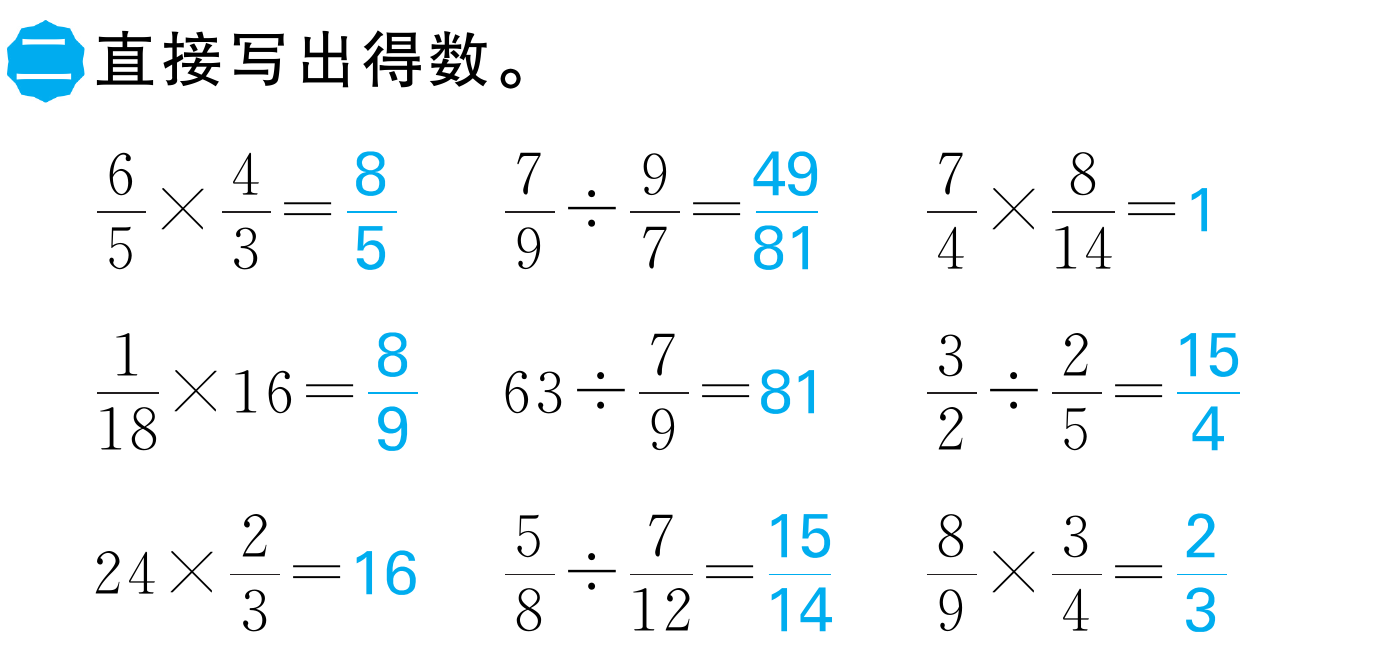 二 直接写出得数。
6/5 × 4/3 = 8/5 7/9 ÷ 9/7 = 49/81 7/4 × 8/14 = 1
1/18 × 16 = 8/9 63 ÷ 7/9 = 81 3/2 ÷ 2/5 = 15/4
24 × 2/3 = 16 5/8 ÷ 7/12 = 15/14 8/9 × 3/4 = 2/3